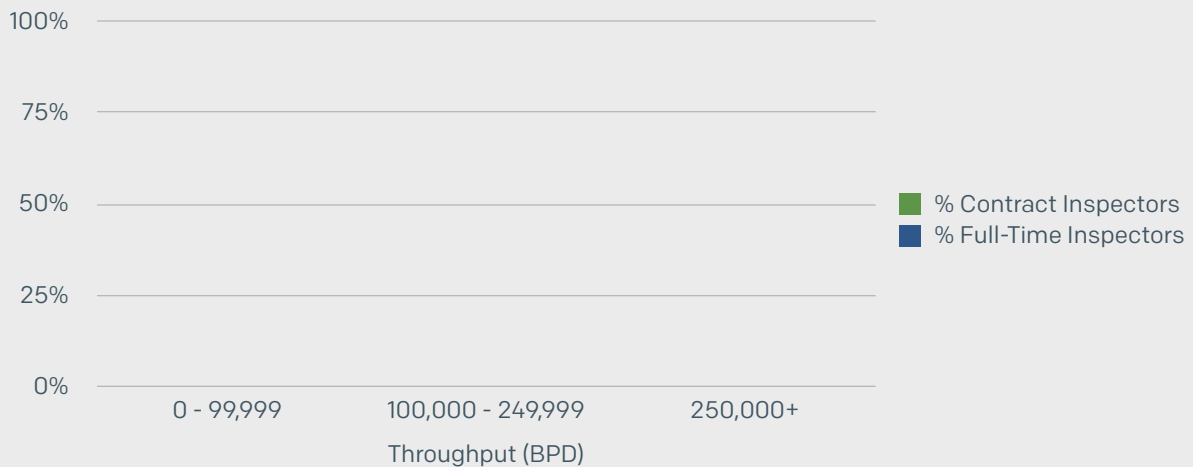 100%
75%
50%
25%
0%
0 - 99,999 100,000 - 249,999 250,000+
Throughput (BPD)
% Contract Inspectors
% Full-Time Inspectors